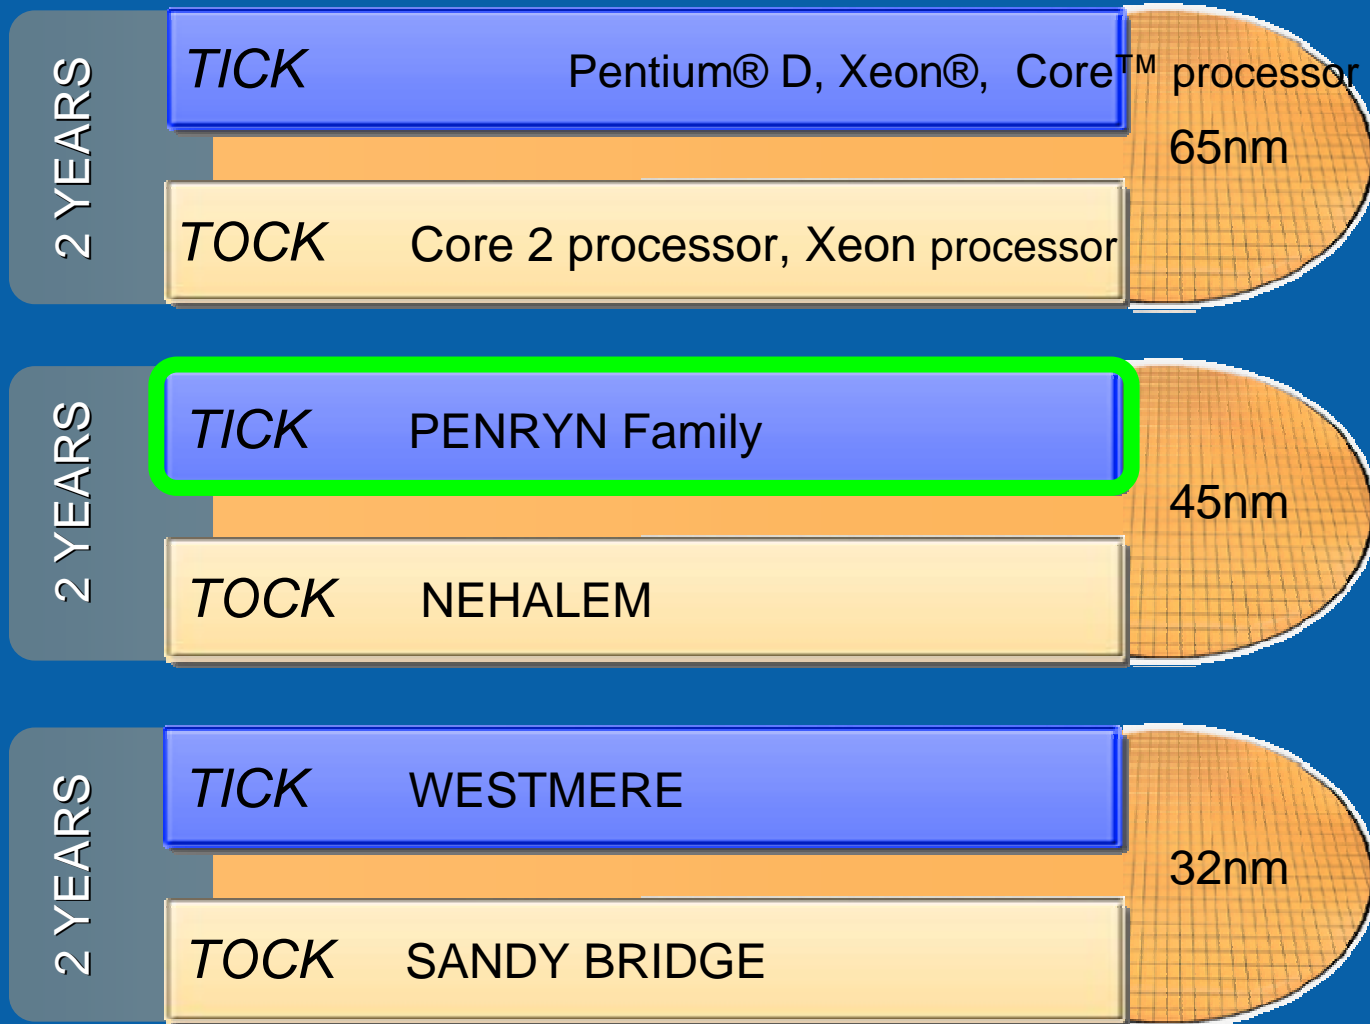 2 YEARS
TICK Pentium® D, Xeon®, Core™ processor
65nm
TOCK Core 2 processor, Xeon processor
2 YEARS
TICK PENRYN Family
45nm
TOCK NEHALEM
2 YEARS
TICK WESTMERE
32nm
TOCK SANDY BRIDGE